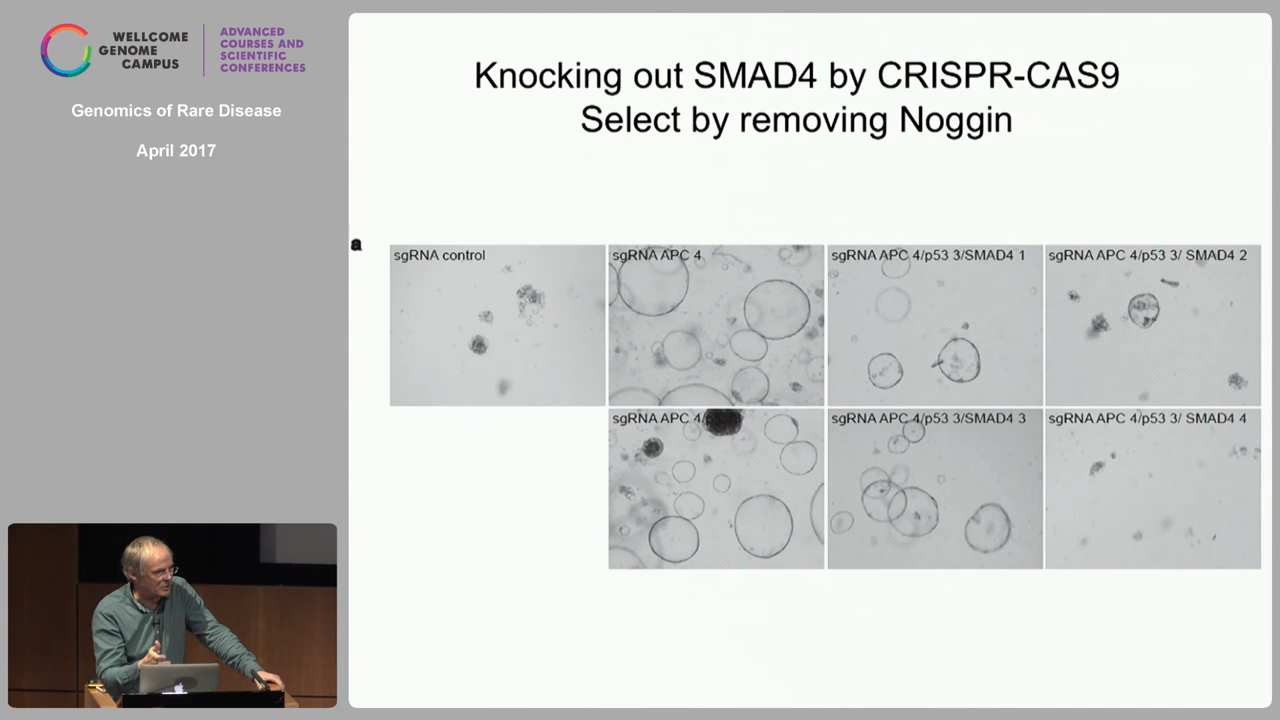 WELLCOME
GENOME
CAMPUS
ADVANCED
COURSES AND
SCIENTIFIC
CONFERENCES
Genomics of Rare Disease
April 2017
Knocking out SMAD4 by CRISPR-CAS9
Select by removing Noggin
a
sgRNA control
sgRNA APC 4
sgRNA APC 4/p53 3/SMAD4 1
sgRNA APC 4/p53 3/ SMAD4 2
sgRNA APC 4/
sgRNA APC 4/p53 3/SMAD4 3
sgRNA APC 4/p53 3/ SMAD4 4